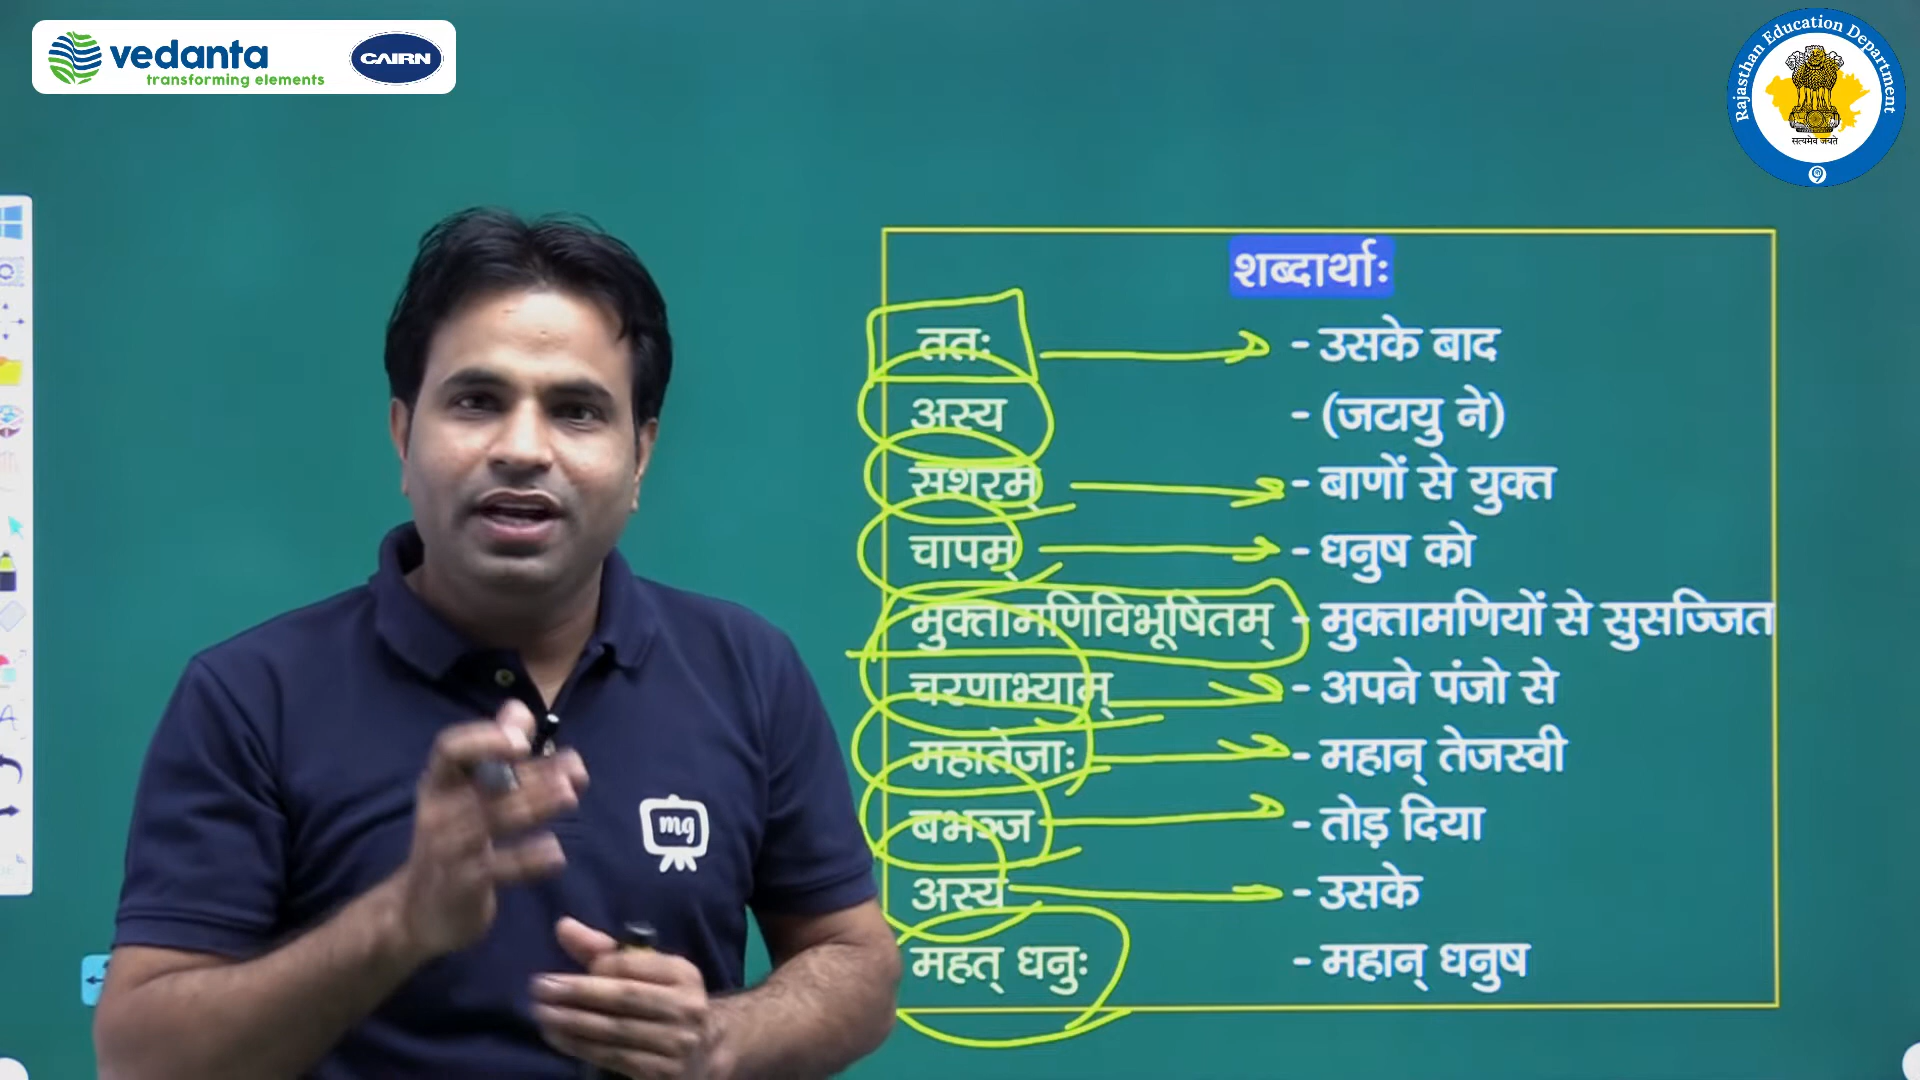 vedanta
transforming elements
CAIRN
Rajasthan Education Department
सत्यमेव जयते
शब्दार्थाः
ततः - उसके बाद
अस्य - (जटायु ने)
सशरम् - बाणों से युक्त
चापम् - धनुष को
मुक्तामणिविभूषितम् - मुक्तामणियों से सुसज्जित
चरणाभ्याम् - अपने पंजो से
महातेजाः - महान् तेजस्वी
बभञ्ज - तोड़ दिया
अस्य - उसके
महत् धनुः - महान् धनुष
mg